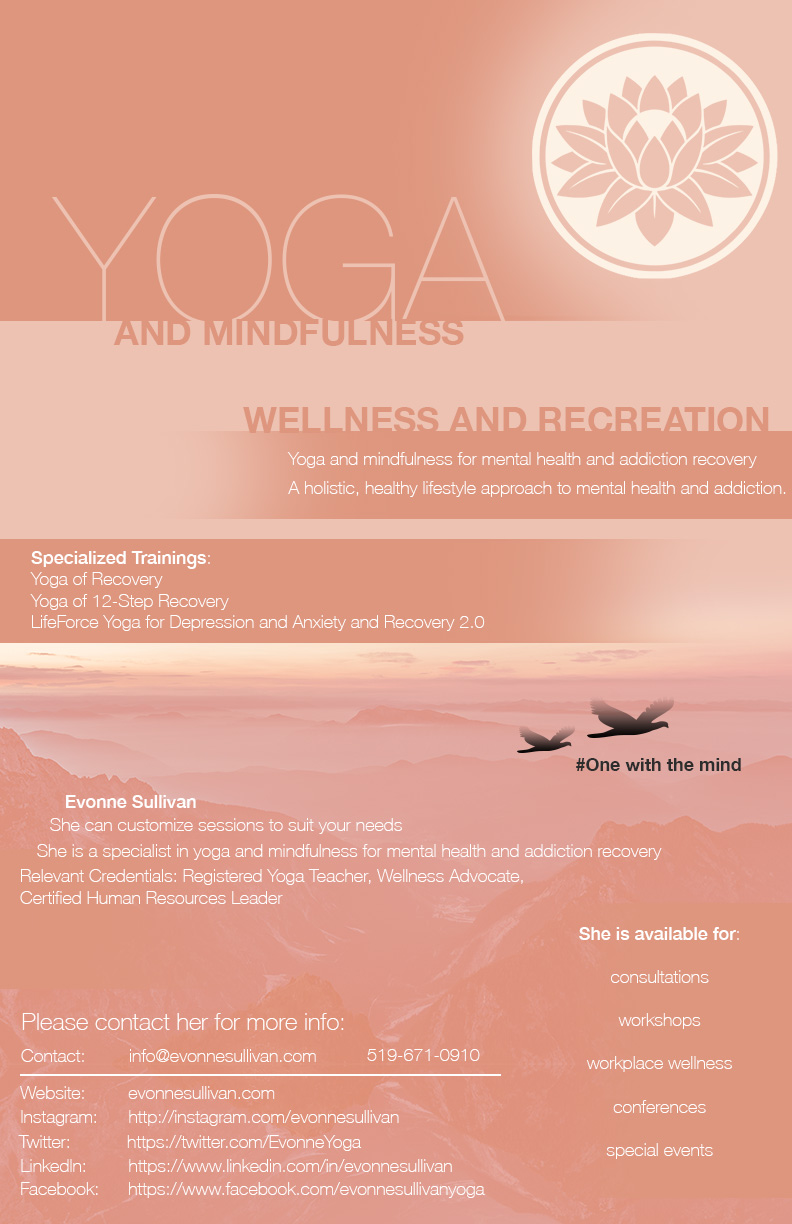 YOGA
AND MINDFULNESS
WELLNESS AND RECREATION
Yoga and mindfulness for mental health and addiction recovery
A holistic, healthy lifestyle approach to mental health and addiction.
Specialized Trainings:
Yoga of Recovery
Yoga of 12-Step Recovery
LifeForce Yoga for Depression and Anxiety and Recovery 2.0
#One with the mind
Evonne Sullivan
She can customize sessions to suit your needs
She is a specialist in yoga and mindfulness for mental health and addiction recovery
Relevant Credentials: Registered Yoga Teacher, Wellness Advocate,
Certified Human Resources Leader
She is available for:
consultations
workshops
workplace wellness
conferences
special events
Please contact her for more info:
Contact: info@evonnesullivan.com 519-671-0910
Website: evonnesullivan.com
Instagram: http://instagram.com/evonnesullivan
Twitter: https://twitter.com/EvonneYoga
LinkedIn: https://www.linkedin.com/in/evonnesullivan
Facebook: https://www.facebook.com/evonnesullivanyoga